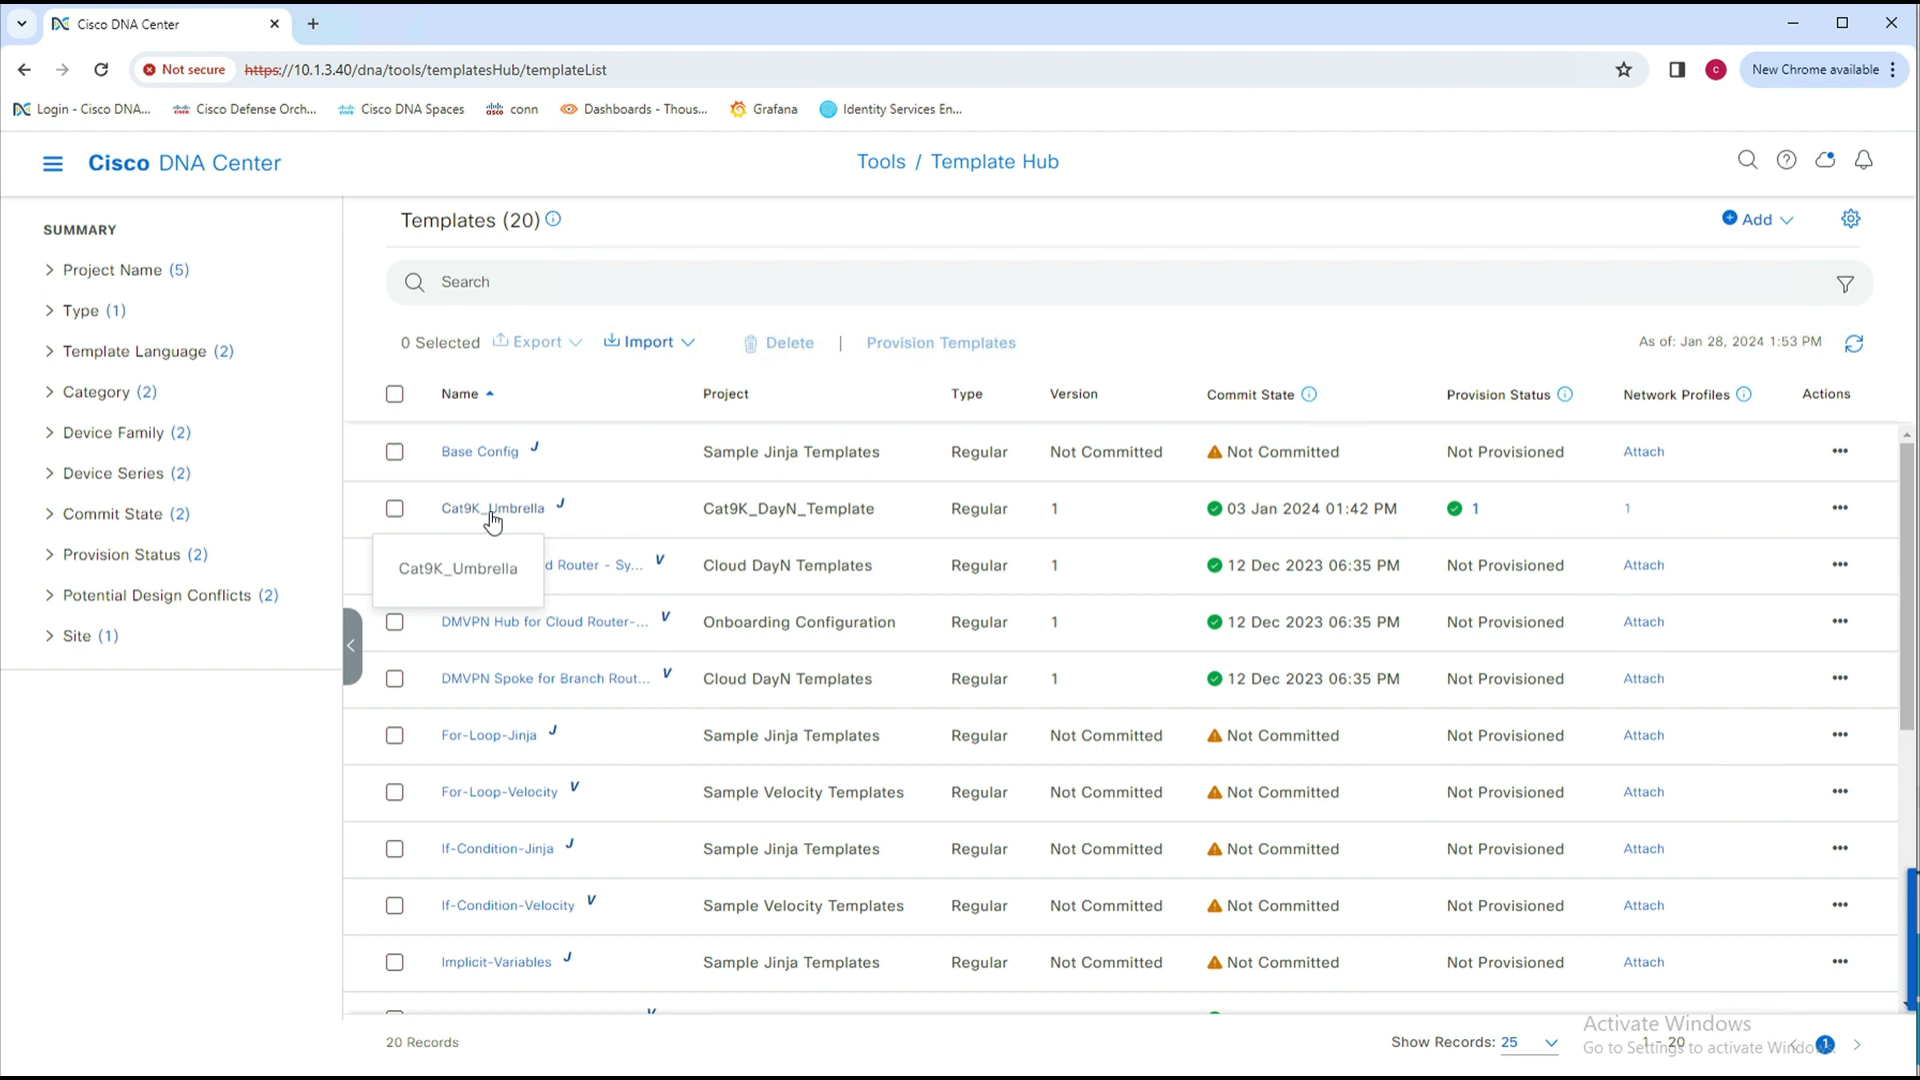 Cisco DNA Center
Not secure https://10.1.3.40/dna/tools/templatesHub/templateList New Chrome available
Login - Cisco DNA... Cisco Defense Orch... Cisco DNA Spaces conn Dashboards - Thous... Grafana Identity Services En...
Cisco DNA Center Tools / Template Hub
SUMMARY
Project Name (5)
Type (1)
Template Language (2)
Category (2)
Device Family (2)
Device Series (2)
Commit State (2)
Provision Status (2)
Potential Design Conflicts (2)
Site (1)
Templates (20) Add
Search
0 Selected Export Import Delete | Provision Templates As of: Jan 28, 2024 1:53 PM
Name Project Type Version Commit State Provision Status Network Profiles Actions
Base Config J Sample Jinja Templates Regular Not Committed Not Committed Not Provisioned Attach
Cat9K_Umbrella J Cat9K_DayN_Template Regular 1 03 Jan 2024 01:42 PM 1 1
Cat9K_Umbrella
d Router - Sy... V Cloud DayN Templates Regular 1 12 Dec 2023 06:35 PM Not Provisioned Attach
DMVPN Hub for Cloud Router-... V Onboarding Configuration Regular 1 12 Dec 2023 06:35 PM Not Provisioned Attach
DMVPN Spoke for Branch Rout... V Cloud DayN Templates Regular 1 12 Dec 2023 06:35 PM Not Provisioned Attach
For-Loop-Jinja J Sample Jinja Templates Regular Not Committed Not Committed Not Provisioned Attach
For-Loop-Velocity V Sample Velocity Templates Regular Not Committed Not Committed Not Provisioned Attach
If-Condition-Jinja J Sample Jinja Templates Regular Not Committed Not Committed Not Provisioned Attach
If-Condition-Velocity V Sample Velocity Templates Regular Not Committed Not Committed Not Provisioned Attach
Implicit-Variables J Sample Jinja Templates Regular Not Committed Not Committed Not Provisioned Attach
V
20 Records Show Records: 25 1 - 20 1
Activate Windows
Go to Settings to activate Windows.